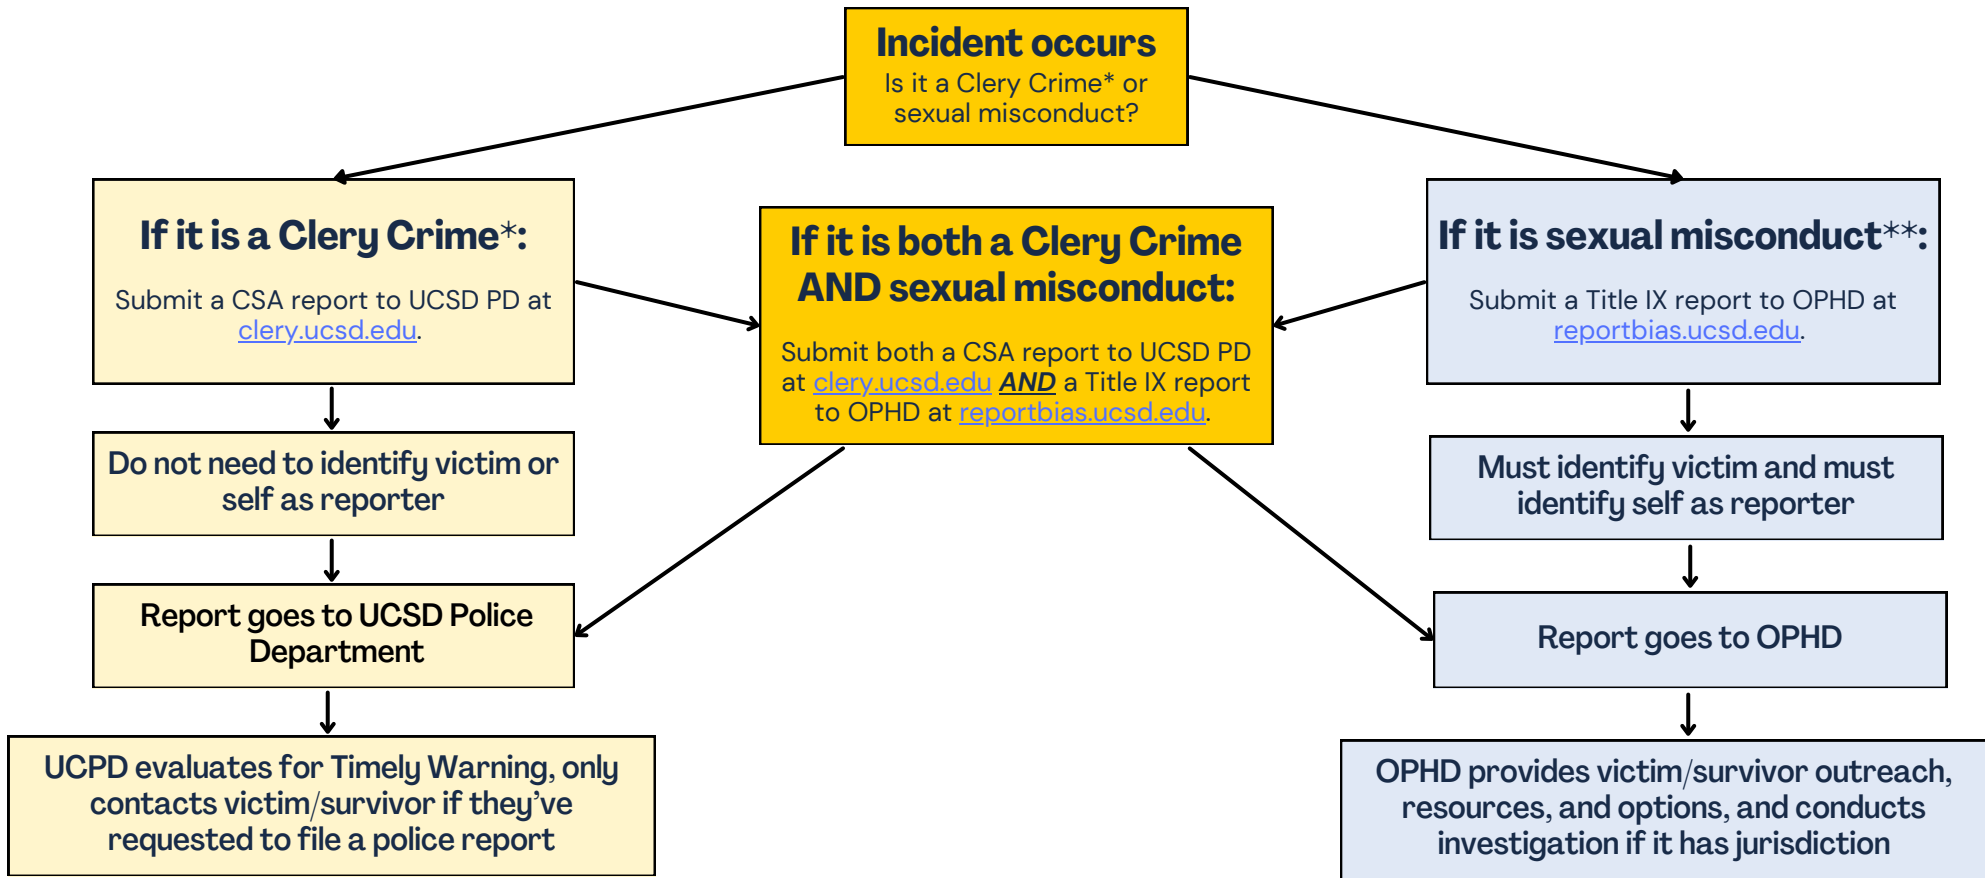 Incident occurs
Is it a Clery Crime* or
sexual misconduct?
If it is a Clery Crime*:
Submit a CSA report to UCSD PD at
clery.ucsd.edu.
If it is both a Clery Crime
AND sexual misconduct:
Submit both a CSA report to UCSD PD
at clery.ucsd.edu AND a Title IX report
to OPHD at reportbias.ucsd.edu.
If it is sexual misconduct**:
Submit a Title IX report to OPHD at
reportbias.ucsd.edu.
Do not need to identify victim or
self as reporter
Must identify victim and must
identify self as reporter
Report goes to UCSD Police
Department
Report goes to OPHD
UCPD evaluates for Timely Warning, only
contacts victim/survivor if they’ve
requested to file a police report
OPHD provides victim/survivor outreach,
resources, and options, and conducts
investigation if it has jurisdiction